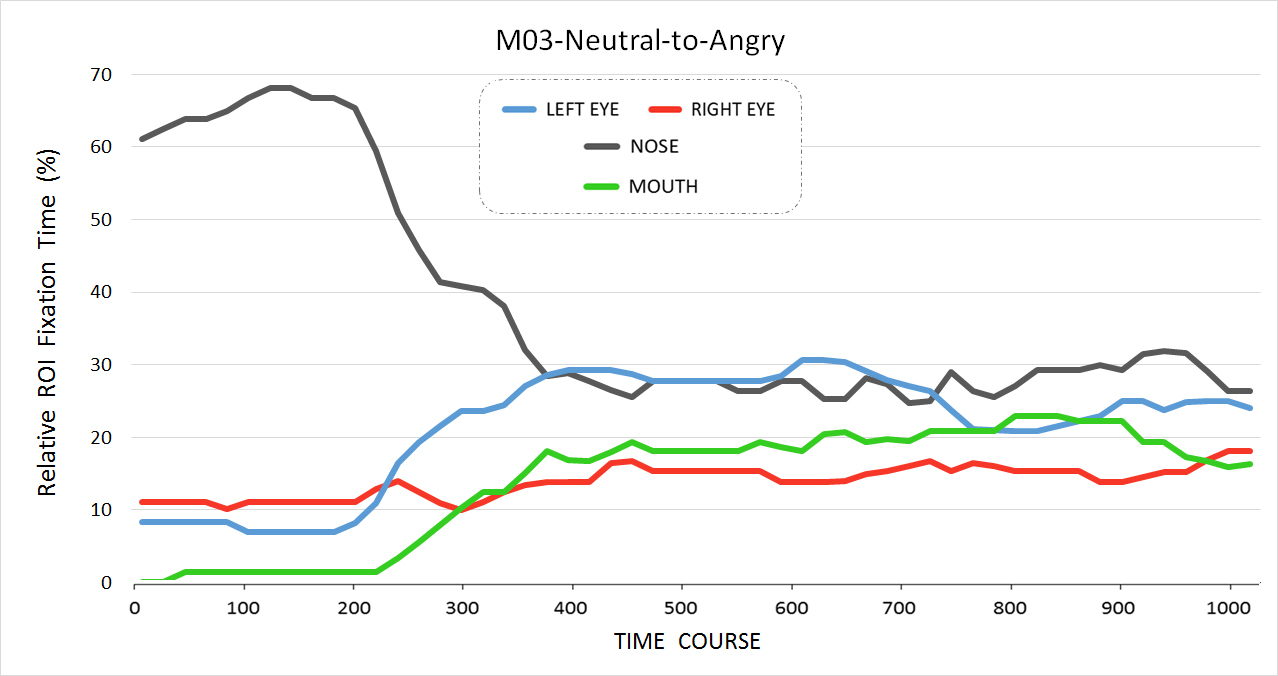 M03-Neutral-to-Angry
LEFT EYE RIGHT EYE
NOSE
MOUTH
Relative ROI Fixation Time (%)
70
60
50
40
30
20
10
0
0 100 200 300 400 500 600 700 800 900 1000
TIME COURSE